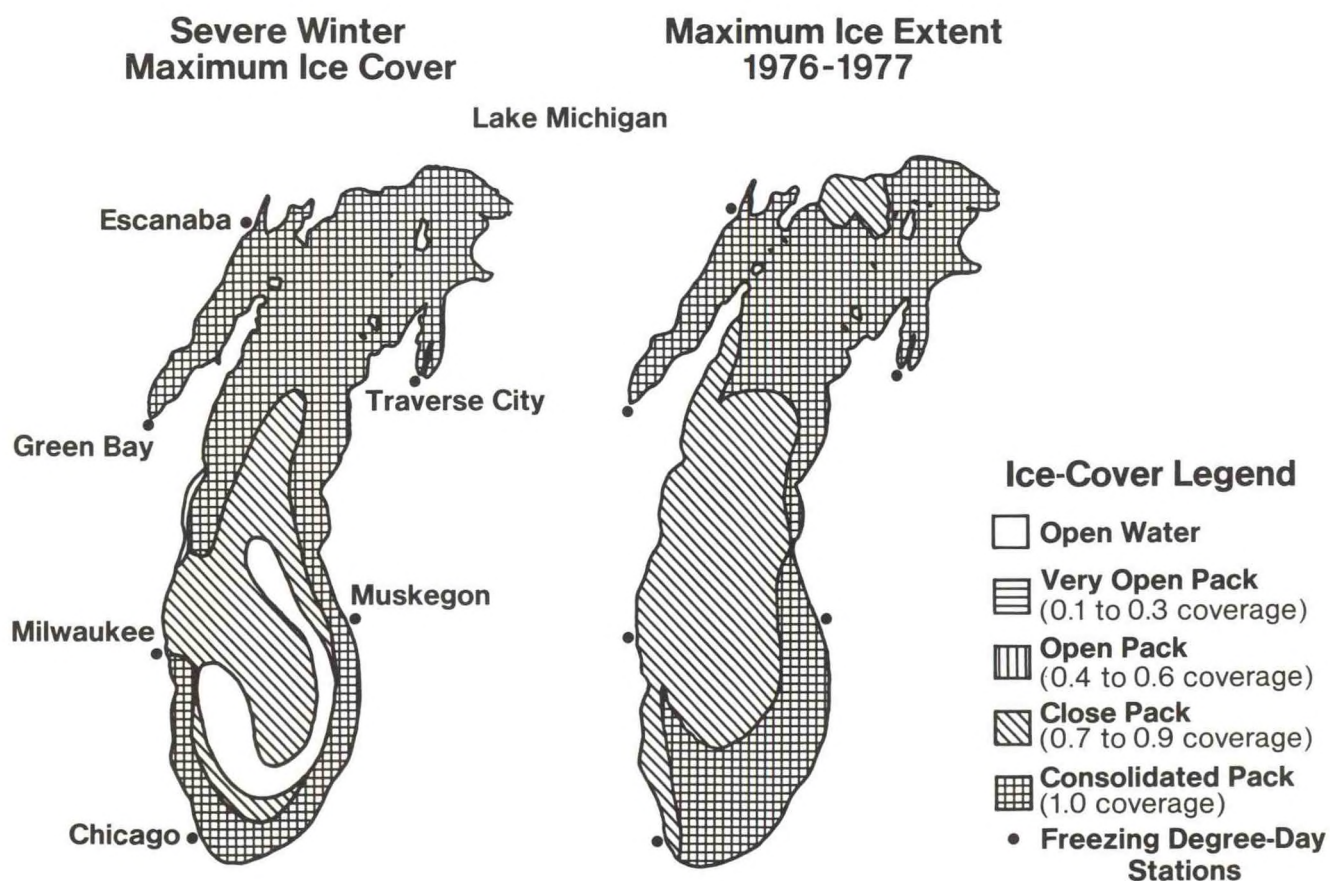 Severe Winter
Maximum Ice Cover
Maximum Ice Extent
1976-1977
Lake Michigan
Escanaba
Traverse City
Green Bay
Muskegon
Milwaukee
Chicago
Ice-Cover Legend
Open Water
Very Open Pack
(0.1 to 0.3 coverage)
Open Pack
(0.4 to 0.6 coverage)
Close Pack
(0.7 to 0.9 coverage)
Consolidated Pack
(1.0 coverage)
Freezing Degree-Day
Stations